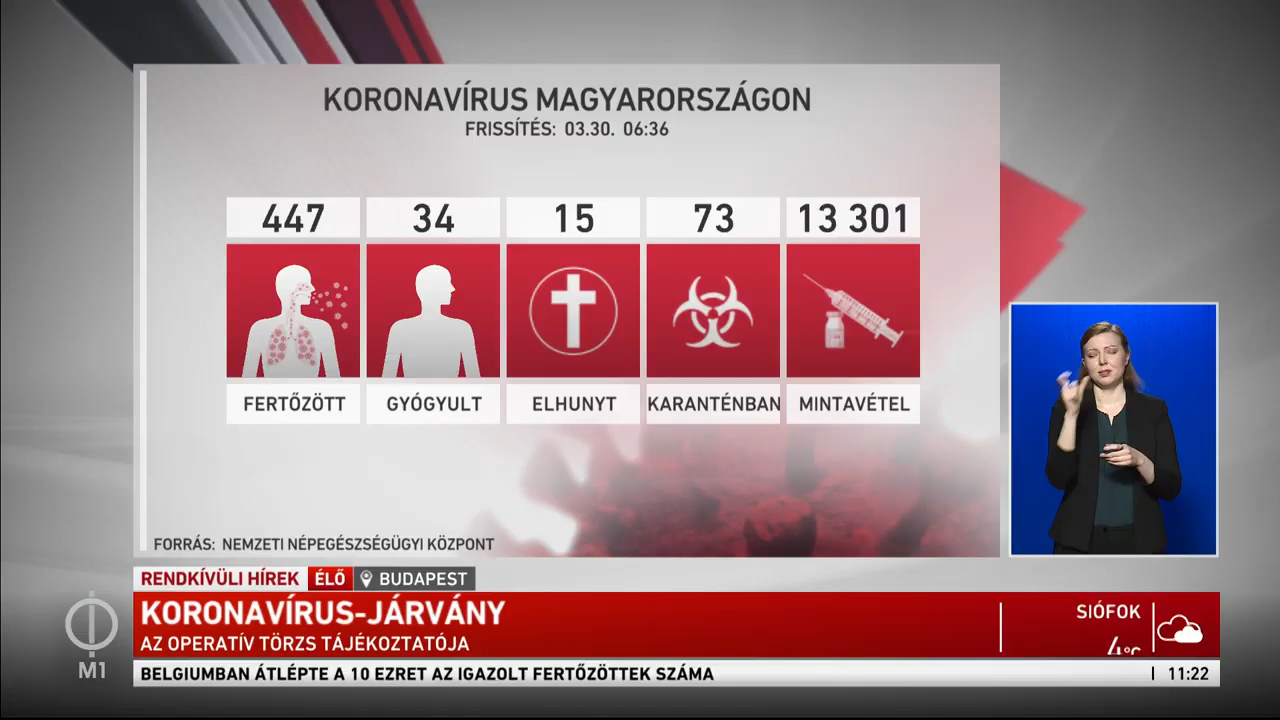 KORONAVÍRUS MAGYARORSZÁGON
FRISSÍTÉS: 03.30. 06:36
447 34 15 73 13 301
FERTŐZÖTT GYÓGYULT ELHUNYT KARANTÉNBAN MINTAVÉTEL
FORRÁS: NEMZETI NÉPEGÉSZSÉGÜGYI KÖZPONT
RENDKÍVÜLI HÍREK ÉLŐ BUDAPEST
KORONAVÍRUS-JÁRVÁNY
AZ OPERATÍV TÖRZS TÁJÉKOZTATÓJA
SIÓFOK
4°C
M1
BELGIUMBAN ÁTLÉPTE A 10 EZRET AZ IGAZOLT FERTŐZÖTTEK SZÁMA
11:22